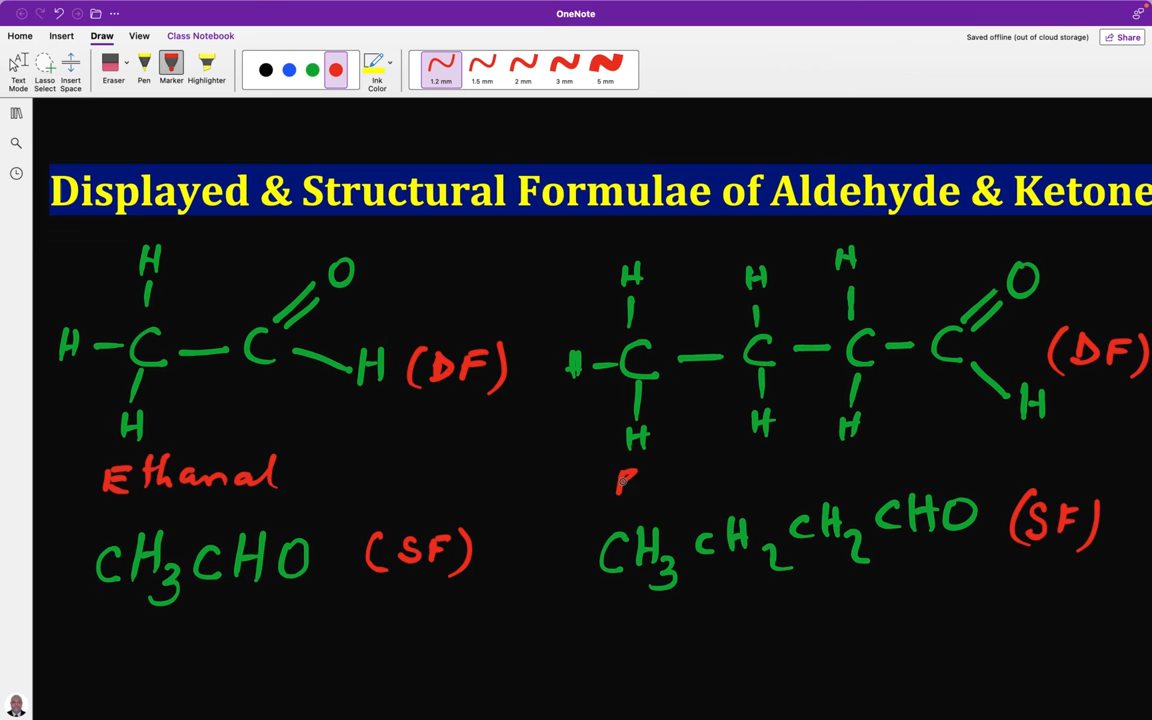 OneNote
Home Insert Draw View Class Notebook
Saved offline (out of cloud storage)
Share
Text Mode
Lasso Select
Insert Space
Eraser
Pen
Marker
Highlighter
Ink Color
1.2 mm
1.5 mm
2 mm
3 mm
5 mm
Displayed & Structural Formulae of Aldehyde & Ketone
H
O
H C C
H (DF)
H
Ethanal
CH3CHO (SF)
H H H
O
H C C C C
(DF)
H H H H
CH3CH2CH2CHO (SF)